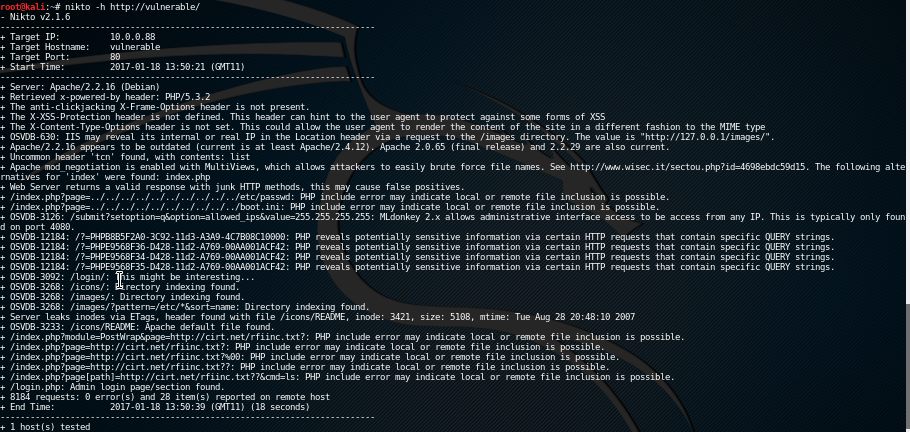 root@kali:~# nikto -h http://vulnerable/
- Nikto v2.1.6
---------------------------------------------------------------------------
+ Target IP:          10.0.0.88
+ Target Hostname:    vulnerable
+ Target Port:        80
+ Start Time:         2017-01-18 13:50:21 (GMT11)
---------------------------------------------------------------------------
+ Server: Apache/2.2.16 (Debian)
+ Retrieved x-powered-by header: PHP/5.3.2
+ The anti-clickjacking X-Frame-Options header is not present.
+ The X-XSS-Protection header is not defined. This header can hint to the user agent to protect against some forms of XSS
+ The X-Content-Type-Options header is not set. This could allow the user agent to render the content of the site in a different fashion to the MIME type
+ OSVDB-630: IIS may reveal its internal or real IP in the Location header via a request to the /images directory. The value is "http://127.0.0.1/images/".
+ Apache/2.2.16 appears to be outdated (current is at least Apache/2.4.12). Apache 2.0.65 (final release) and 2.2.29 are also current.
+ Uncommon header 'tcn' found, with contents: list
+ Apache mod_negotiation is enabled with MultiViews, which allows attackers to easily brute force file names. See http://www.wisec.it/sectou.php?id=4698ebdc59d15. The following alte
rnatives for 'index' were found: index.php
+ Web Server returns a valid response with junk HTTP methods, this may cause false positives.
+ /index.php?page=../../../../../../../../../../etc/passwd: PHP include error may indicate local or remote file inclusion is possible.
+ /index.php?page=../../../../../../../../../../boot.ini: PHP include error may indicate local or remote file inclusion is possible.
+ OSVDB-3126: /submit?setoption=q&option=allowed_ips&value=255.255.255.255: MLdonkey 2.x allows administrative interface access to be access from any IP. This is typically only foun
d on port 4080.
+ OSVDB-12184: /?=PHPB8B5F2A0-3C92-11d3-A3A9-4C7B08C10000: PHP reveals potentially sensitive information via certain HTTP requests that contain specific QUERY strings.
+ OSVDB-12184: /?=PHPE9568F36-D428-11d2-A769-00AA001ACF42: PHP reveals potentially sensitive information via certain HTTP requests that contain specific QUERY strings.
+ OSVDB-12184: /?=PHPE9568F34-D428-11d2-A769-00AA001ACF42: PHP reveals potentially sensitive information via certain HTTP requests that contain specific QUERY strings.
+ OSVDB-12184: /?=PHPE9568F35-D428-11d2-A769-00AA001ACF42: PHP reveals potentially sensitive information via certain HTTP requests that contain specific QUERY strings.
+ OSVDB-3092: /login/: This might be interesting...
+ OSVDB-3268: /icons/: Directory indexing found.
+ OSVDB-3268: /images/: Directory indexing found.
+ OSVDB-3268: /images/?pattern=/etc/*&sort=name: Directory indexing found.
+ Server leaks inodes via ETags, header found with file /icons/README, inode: 3421, size: 5108, mtime: Tue Aug 28 20:48:10 2007
+ OSVDB-3233: /icons/README: Apache default file found.
+ /index.php?module=PostWrap&page=http://cirt.net/rfiinc.txt?: PHP include error may indicate local or remote file inclusion is possible.
+ /index.php?page=http://cirt.net/rfiinc.txt?: PHP include error may indicate local or remote file inclusion is possible.
+ /index.php?page=http://cirt.net/rfiinc.txt?%00: PHP include error may indicate local or remote file inclusion is possible.
+ /index.php?page=http://cirt.net/rfiinc.txt??: PHP include error may indicate local or remote file inclusion is possible.
+ /index.php?page[path]=http://cirt.net/rfiinc.txt??&cmd=ls: PHP include error may indicate local or remote file inclusion is possible.
+ /login.php: Admin login page/section found.
+ 8184 requests: 0 error(s) and 28 item(s) reported on remote host
+ End Time:           2017-01-18 13:50:39 (GMT11) (18 seconds)
---------------------------------------------------------------------------
+ 1 host(s) tested